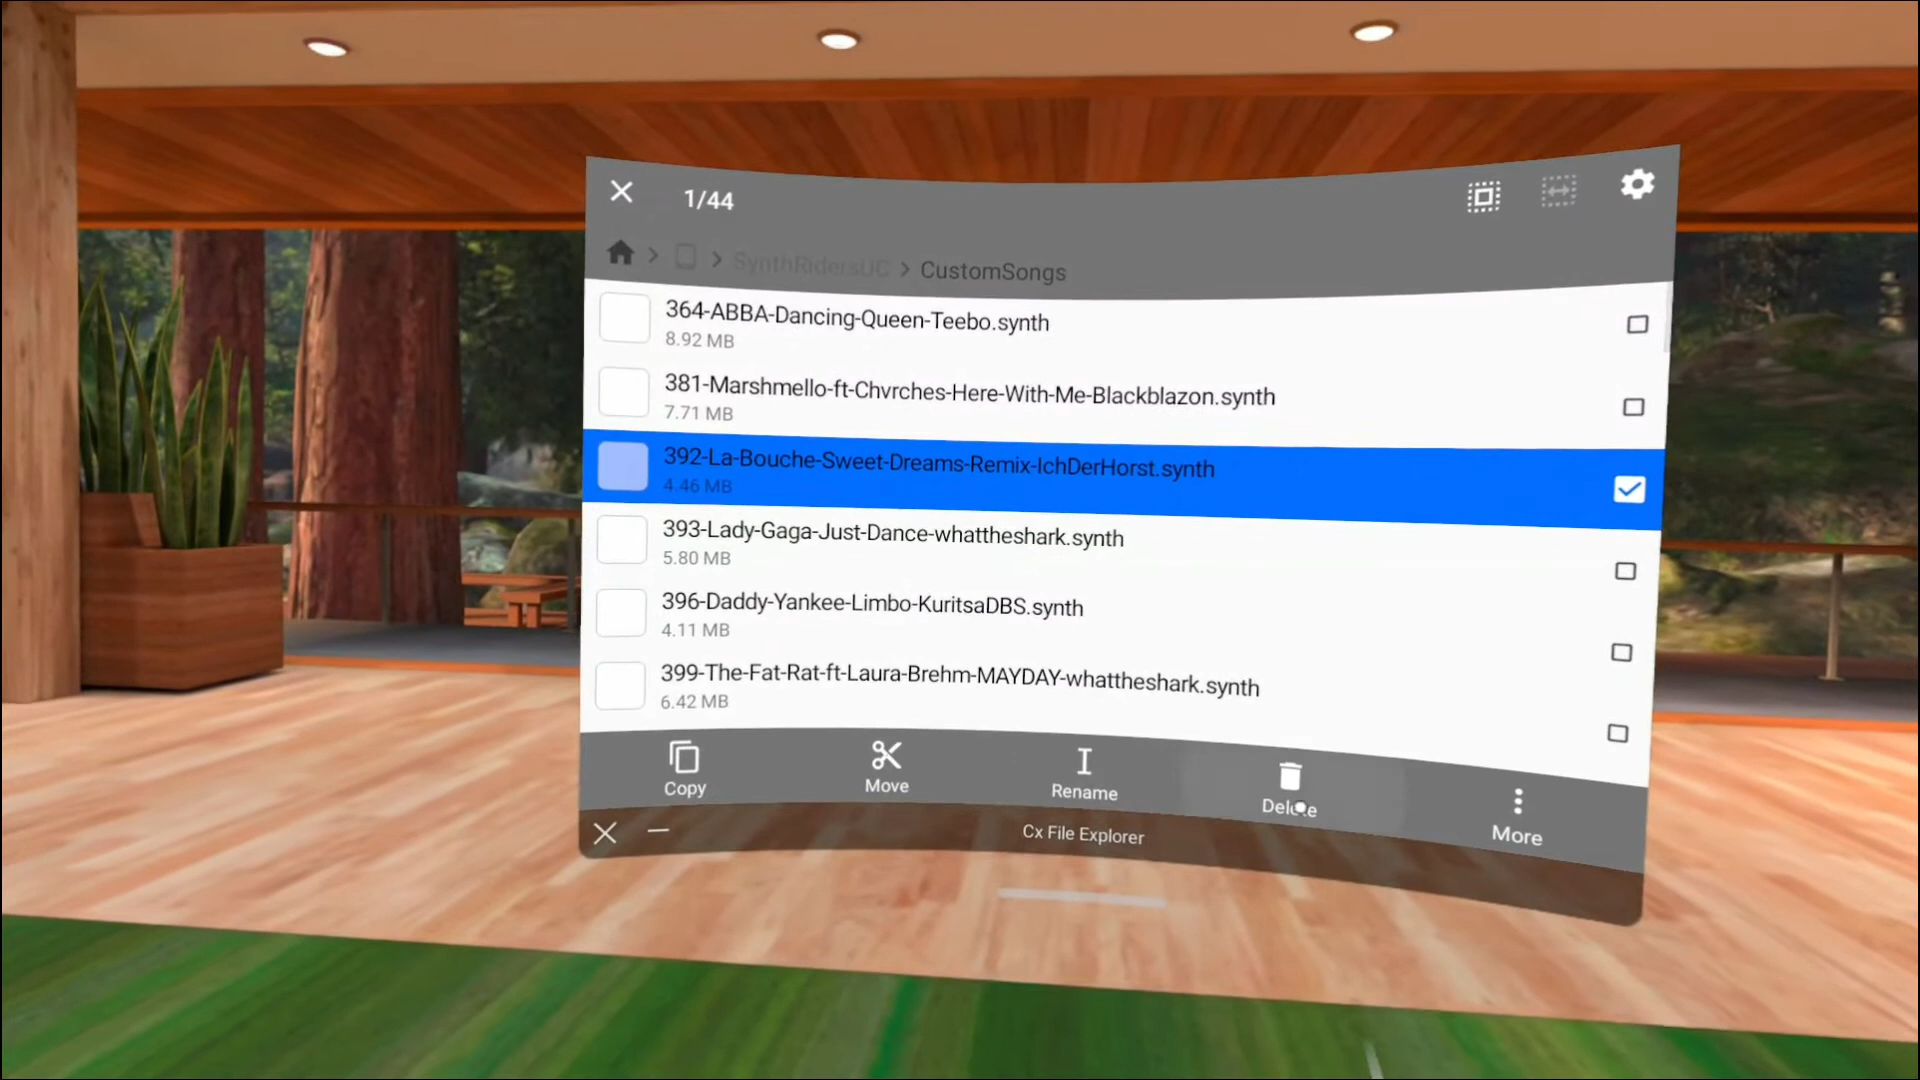 1/44
SynthRidersUC > CustomSongs
364-ABBA-Dancing-Queen-Teebo.synth
8.92 MB
381-Marshmello-ft-Chvrches-Here-With-Me-Blackblazon.synth
7.71 MB
392-La-Bouche-Sweet-Dreams-Remix-IchDerHorst.synth
4.46 MB
393-Lady-Gaga-Just-Dance-whattheshark.synth
5.80 MB
396-Daddy-Yankee-Limbo-KuritsaDBS.synth
4.11 MB
399-The-Fat-Rat-ft-Laura-Brehm-MAYDAY-whattheshark.synth
6.42 MB
Copy Move Rename Delete More
Cx File Explorer